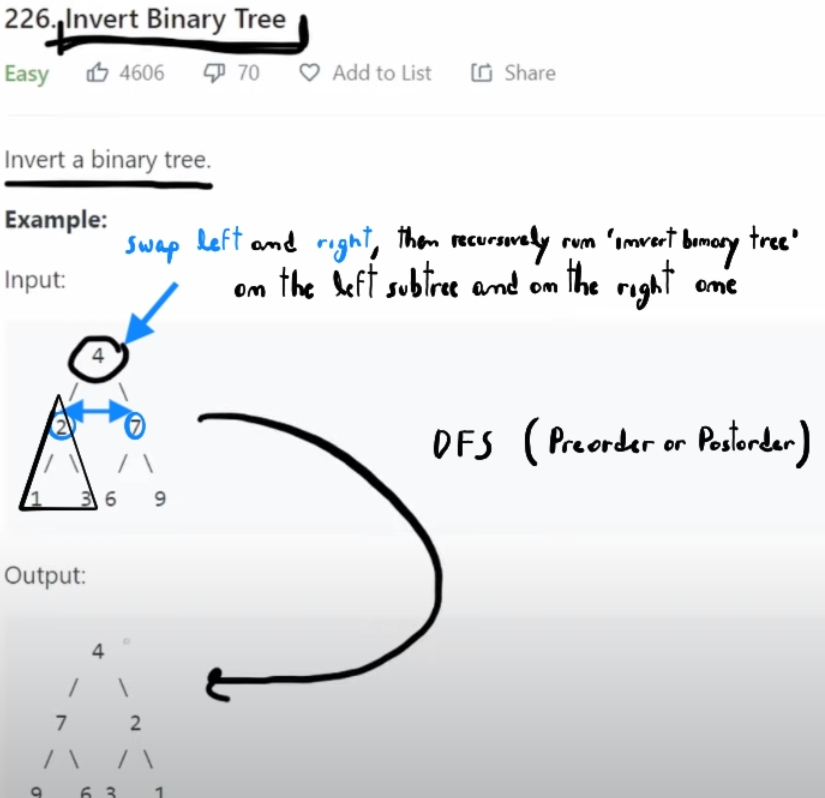 226. Invert Binary Tree
Easy 4606 70 Add to List Share
Invert a binary tree.
Example:
swap left and right, then recursively run 'invert binary tree'
on the left subtree and on the right one
Input:
4
/ \
2 7
/ \ / \
1 3 6 9
DFS (Preorder or Postorder)
Output:
4
/ \
7 2
/ \ / \
9 6 3 1